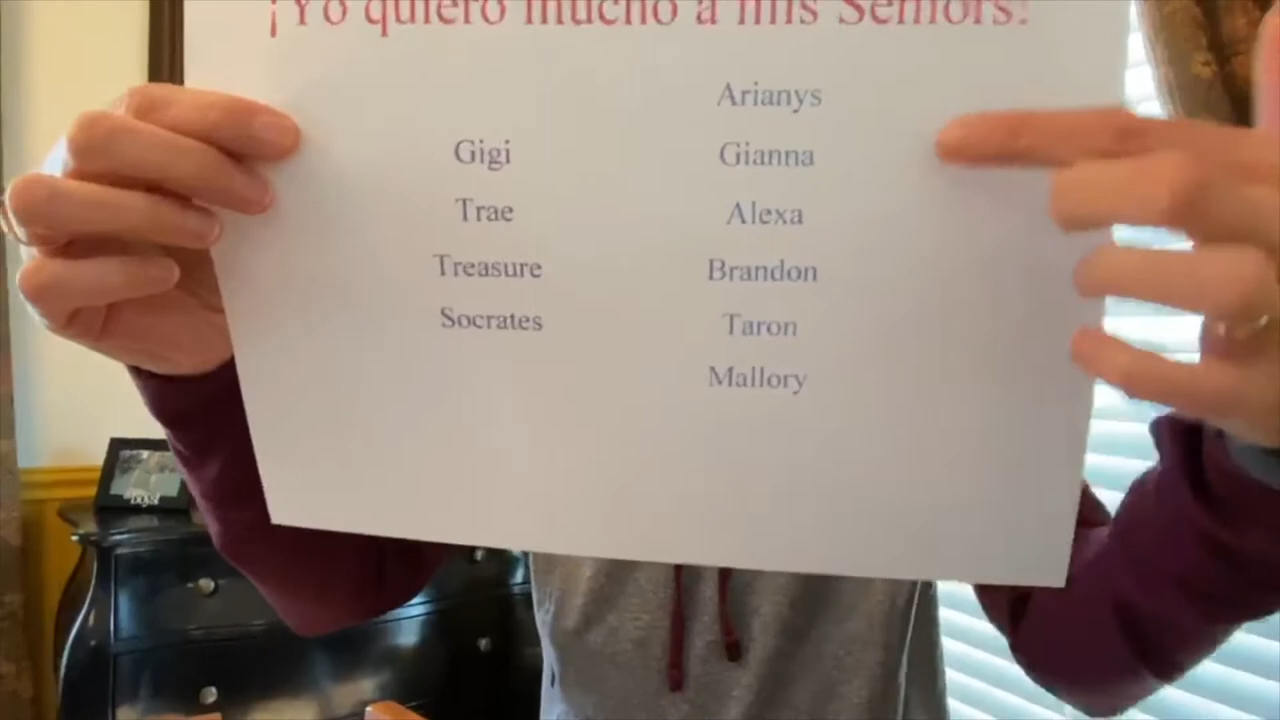 ¡Yo quiero mucho a mis Seniors!
Gigi
Trae
Treasure
Socrates
Arianys
Gianna
Alexa
Brandon
Taron
Mallory